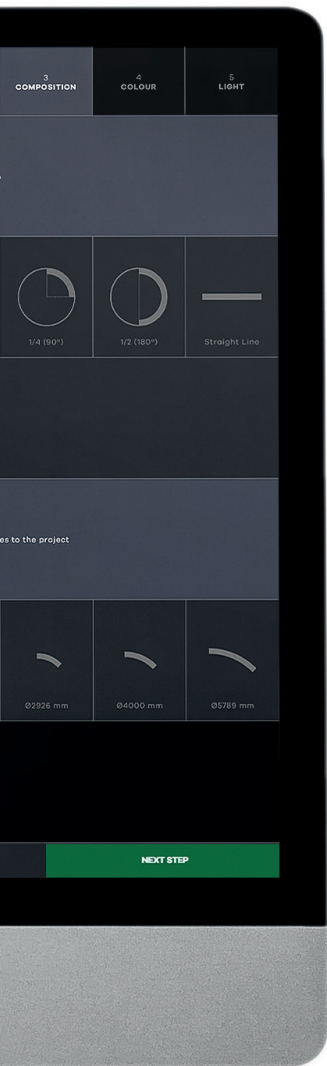 3
COMPOSITION
4
COLOUR
5
LIGHT
1/4 (90°)
1/2 (180°)
Straight Line
es to the project
Ø2926 mm
Ø4000 mm
Ø5789 mm
NEXT STEP